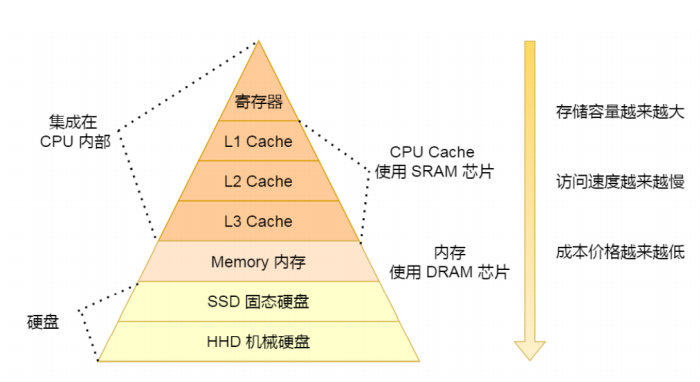 寄存器
L1 Cache
L2 Cache
L3 Cache
Memory 内存
SSD 固态硬盘
HHD 机械硬盘
集成在
CPU 内部
硬盘
CPU Cache
使用 SRAM 芯片
内存
使用 DRAM 芯片
存储容量越来越大
访问速度越来越慢
成本价格越来越低